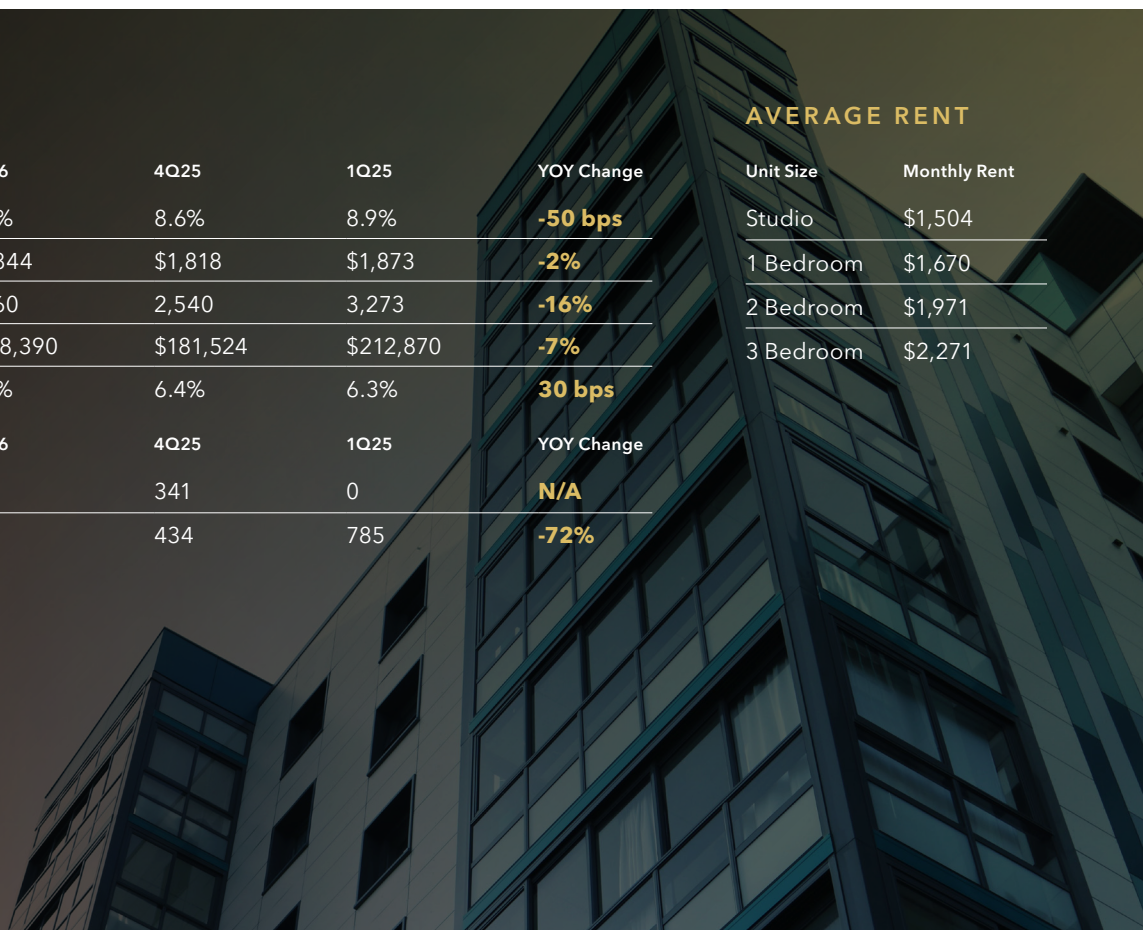 AVERAGE RENT
6 4Q25 1Q25 YOY Change Unit Size Monthly Rent
% 8.6% 8.9% -50 bps Studio $1,504
344 $1,818 $1,873 -2% 1 Bedroom $1,670
60 2,540 3,273 -16% 2 Bedroom $1,971
8,390 $181,524 $212,870 -7% 3 Bedroom $2,271
% 6.4% 6.3% 30 bps
6 4Q25 1Q25 YOY Change
341 0 N/A
434 785 -72%